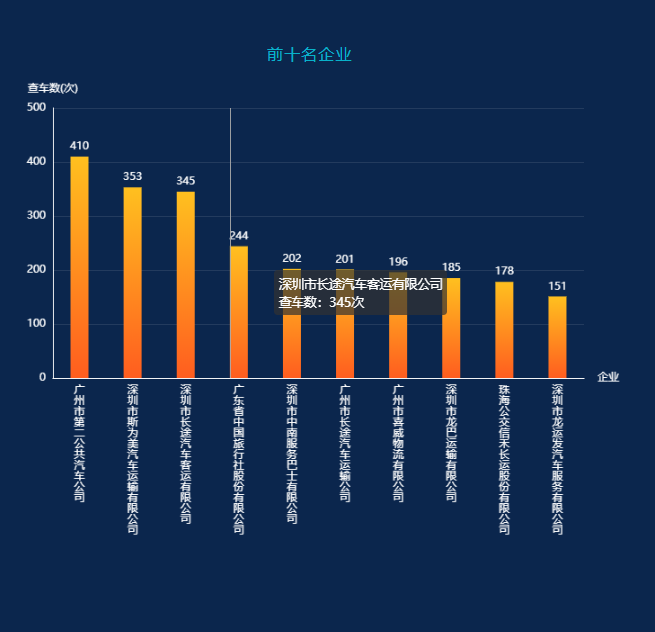 前十名企业
查车数(次)
500
400
300
200
100
0
410
353
345
244
202
201
196
185
178
151
深圳市长途汽车客运有限公司
查车数：345次
企业
广州市第二公共汽车公司
深圳市斯为美汽车运输有限公司
深圳市长途汽车客运有限公司
广东省中国旅行社股份有限公司
深圳市中南服务巴士有限公司
广州市长途汽车运输公司
广州市喜威物流有限公司
深圳市龙巴运输有限公司
珠海公交信禾长运股份有限公司
深圳市龙运发汽车服务有限公司